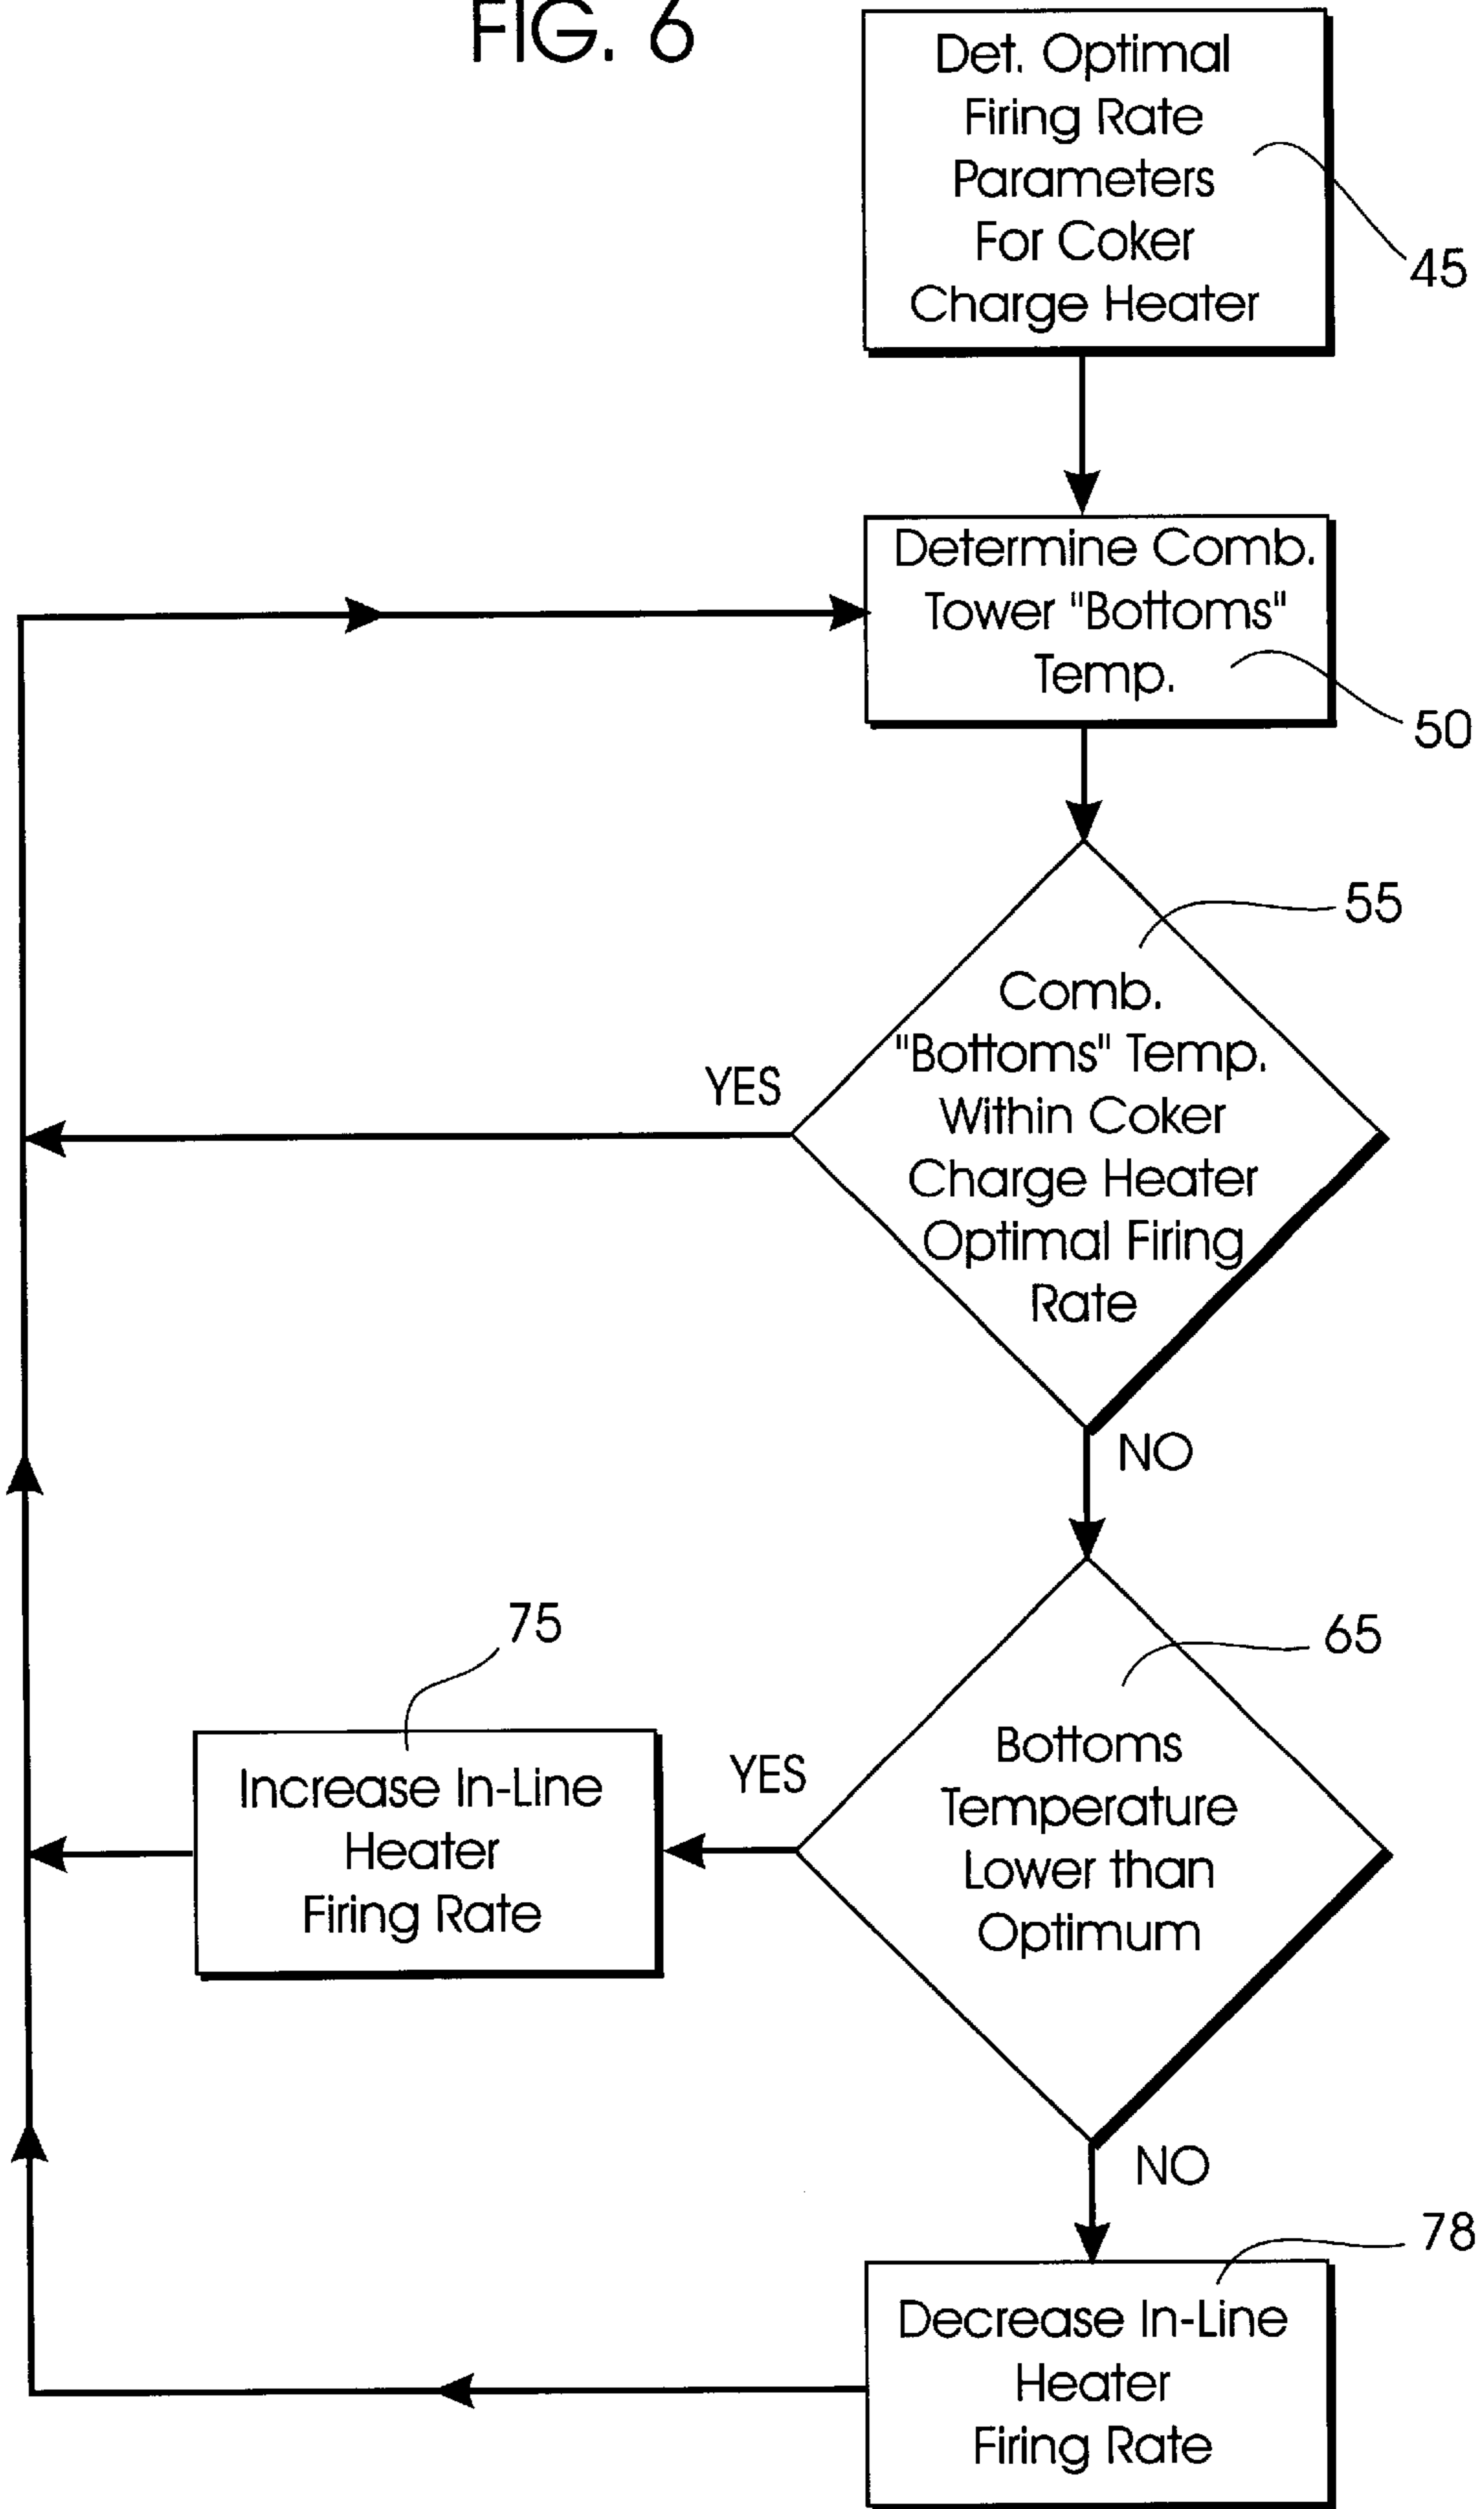 FIG. 6
Det. Optimal
Firing Rate
Parameters
For Coker
Charge Heater
45
Determine Comb.
Tower "Bottoms"
Temp.
50
55
Comb.
"Bottoms" Temp.
Within Coker
Charge Heater
Optimal Firing
Rate
YES
NO
65
Bottoms
Temperature
Lower than
Optimum
YES
75
Increase In-Line
Heater
Firing Rate
NO
78
Decrease In-Line
Heater
Firing Rate